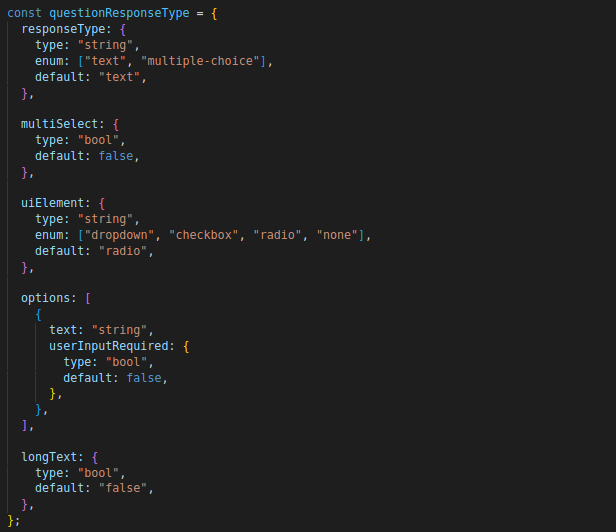 const questionResponseType = {
  responseType: {
    type: "string",
    enum: ["text", "multiple-choice"],
    default: "text",
  },

  multiSelect: {
    type: "bool",
    default: false,
  },

  uiElement: {
    type: "string",
    enum: ["dropdown", "checkbox", "radio", "none"],
    default: "radio",
  },

  options: [
    {
      text: "string",
      userInputRequired: {
        type: "bool",
        default: false,
      },
    },
  ],

  longText: {
    type: "bool",
    default: "false",
  },
};